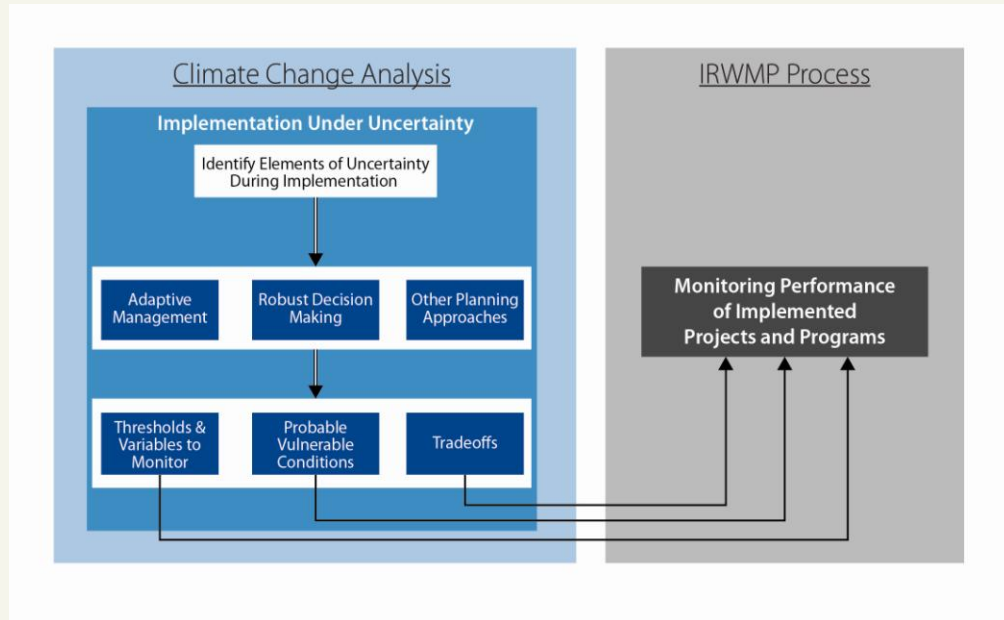 Climate Change Analysis
Implementation Under Uncertainty
Identify Elements of Uncertainty
During Implementation
Adaptive
Management
Robust Decision
Making
Other Planning
Approaches
Thresholds &
Variables to
Monitor
Probable
Vulnerable
Conditions
Tradeoffs
IRWMP Process
Monitoring Performance
of Implemented
Projects and Programs